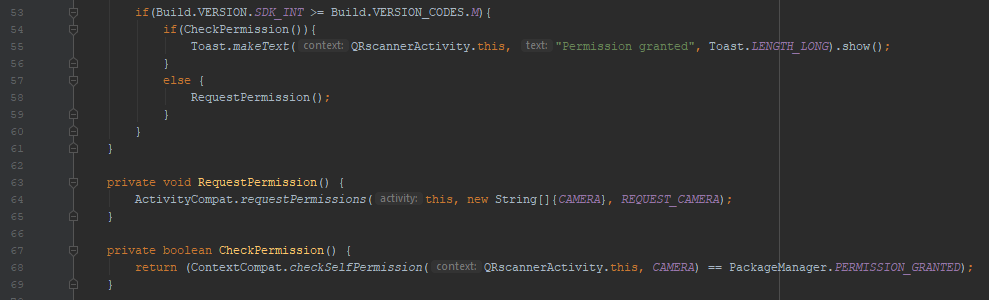 53 if(Build.VERSION.SDK_INT >= Build.VERSION_CODES.M){
54 if(CheckPermission()){
55 Toast.makeText( context: QRscannerActivity.this, text: "Permission granted", Toast.LENGTH_LONG).show();
56 }
57 else {
58 RequestPermission();
59 }
60 }
61 }
62
63 private void RequestPermission() {
64 ActivityCompat.requestPermissions( activity: this, new String[]{CAMERA}, REQUEST_CAMERA);
65 }
66
67 private boolean CheckPermission() {
68 return (ContextCompat.checkSelfPermission( context: QRscannerActivity.this, CAMERA) == PackageManager.PERMISSION_GRANTED);
69 }